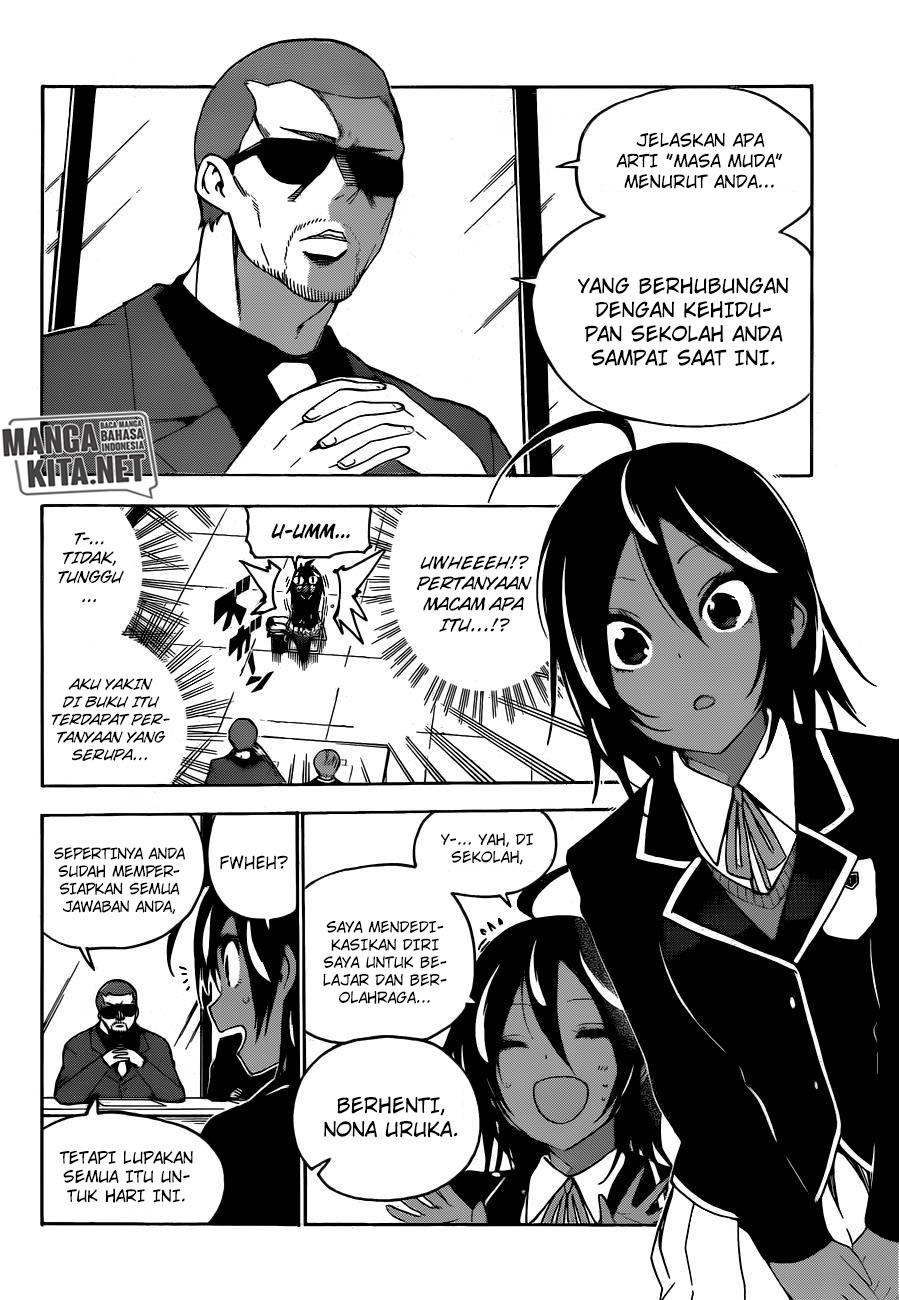 JELASKAN APA
ARTI "MASA MUDA"
MENURUT ANDA...
YANG BERHUBUNGAN
DENGAN KEHIDU-
PAN SEKOLAH ANDA
SAMPAI SAAT INI.
MANGA
KITA.NET
BACA MANGA
BAHASA
INDONESIA
U-UMM...
UWHEEEH!?
PERTANYAAN
MACAM APA
ITU...!?
T-...
TIDAK,
TUNGGU
...
AKU YAKIN
DI BUKU ITU
TERDAPAT PER-
TANYAAN YANG
SERUPA...
Y-... YAH, DI
SEKOLAH,
SAYA MENDEDI-
KASIKAN DIRI
SAYA UNTUK BE-
LAJAR DAN BER-
OLAHRAGA...
BERHENTI,
NONA URUKA.
FWHEH?
SEPERTINYA ANDA
SUDAH MEMPER-
SIAPKAN SEMUA
JAWABAN ANDA,
TETAPI LUPAKAN
SEMUA ITU UN-
TUK HARI INI.